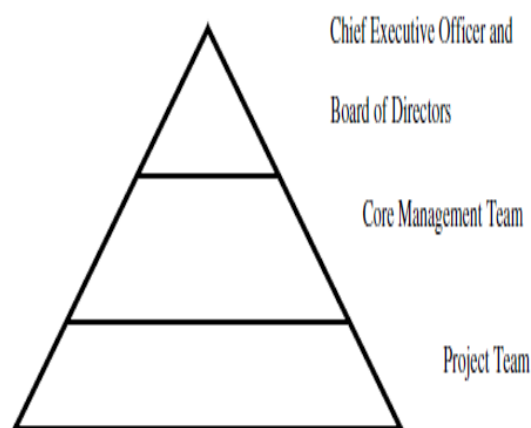 Chief Executive Officer and
Board of Directors
Core Management Team
Project Team